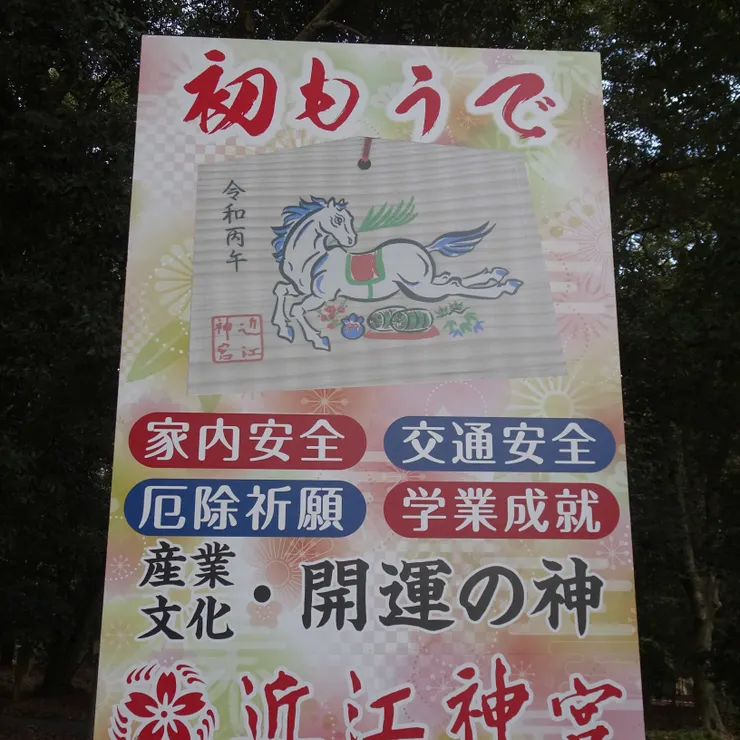 初もうで
令和丙午
近江
神宮
家内安全
交通安全
厄除祈願
学業成就
産業
文化・開運の神
近江神宮